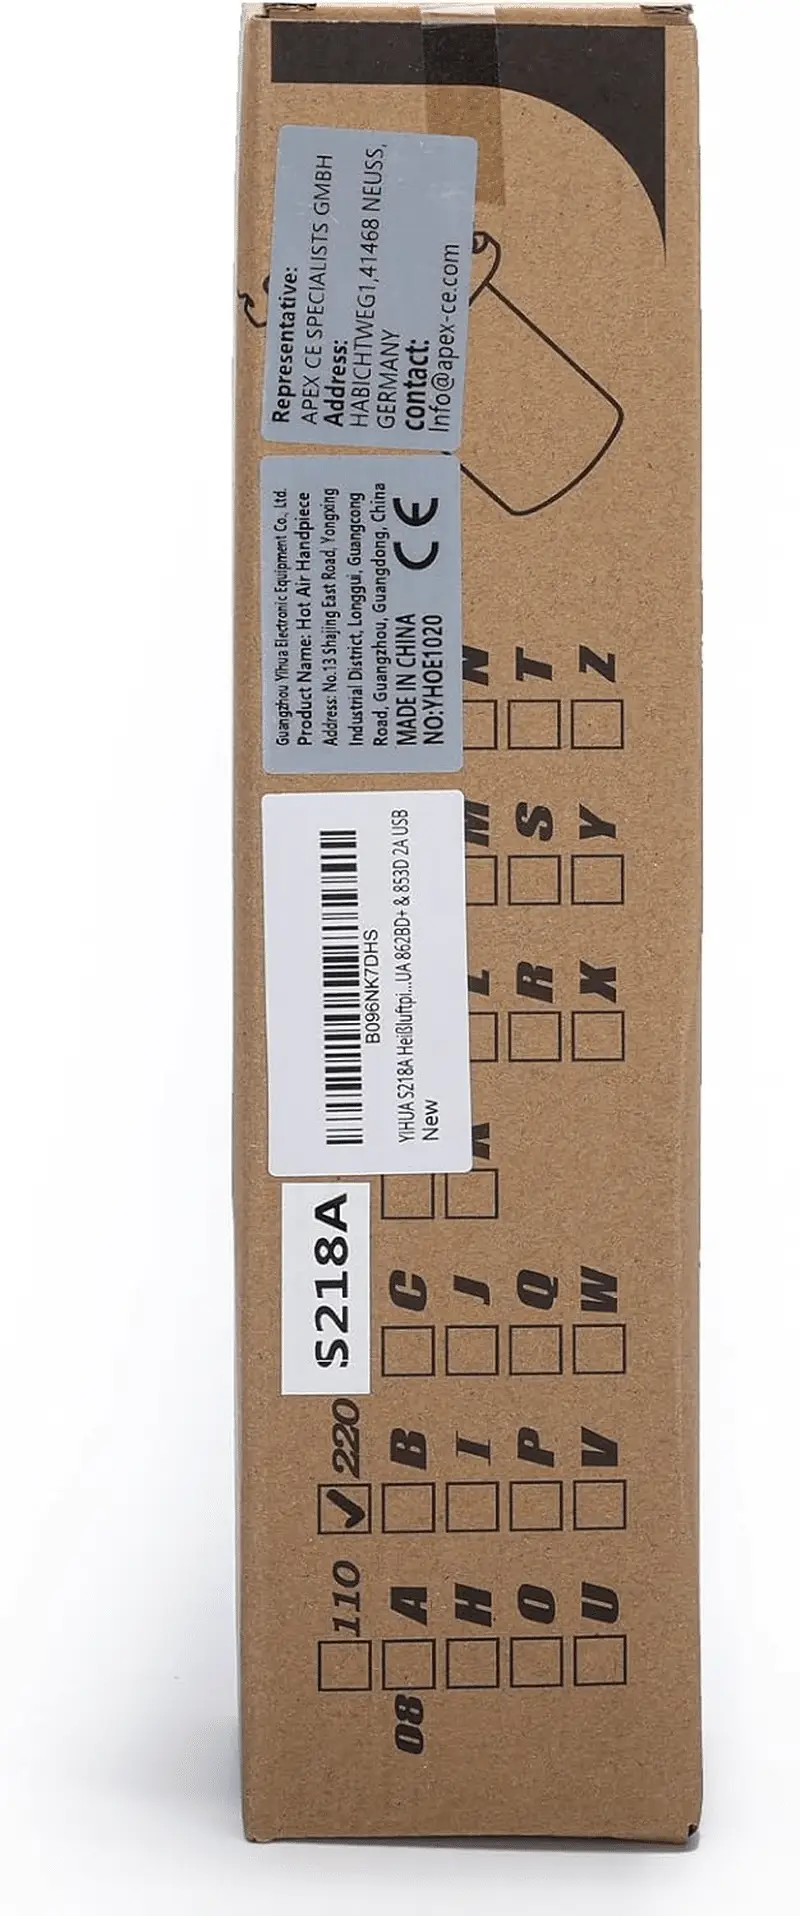 Representative:
APEX CE SPECIALISTS GMBH
Address:
HABICHTWEG1,41468 NEUSS,
GERMANY
contact:
Info@apex-ce.com
Guangzhou Yihua Electronic Equipment Co., Ltd.
Product Name: Hot Air Handpiece
Address: No.13 Shajing East Road, Yongxing
Industrial District, Longgui, Guangcong
Road, Guangzhou, Guangdong, China
MADE IN CHINA
NO:YHOE1020
CE
B096NK7DHS
YIHUA S218A Heißluftpi...UA 862BD+ & 853D 2A USB
New
S218A
110 220
08 A B C
H I J K L M N
O P Q R S T
U V W X Y Z